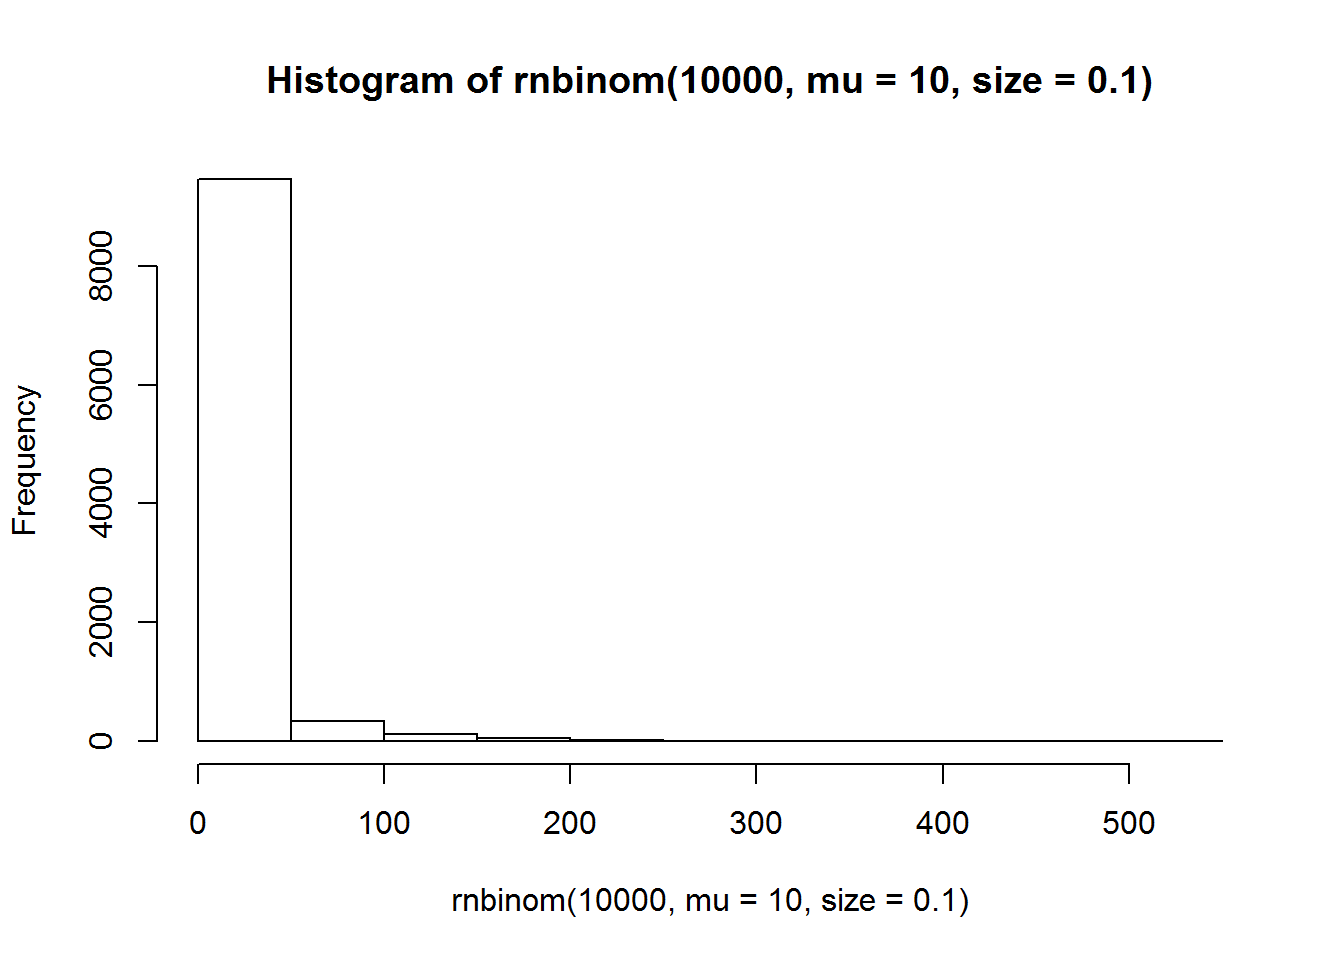 Histogram of rnbinom(10000, mu = 10, size = 0.1)
Frequency
8000
6000
4000
2000
0
0 100 200 300 400 500
rnbinom(10000, mu = 10, size = 0.1)